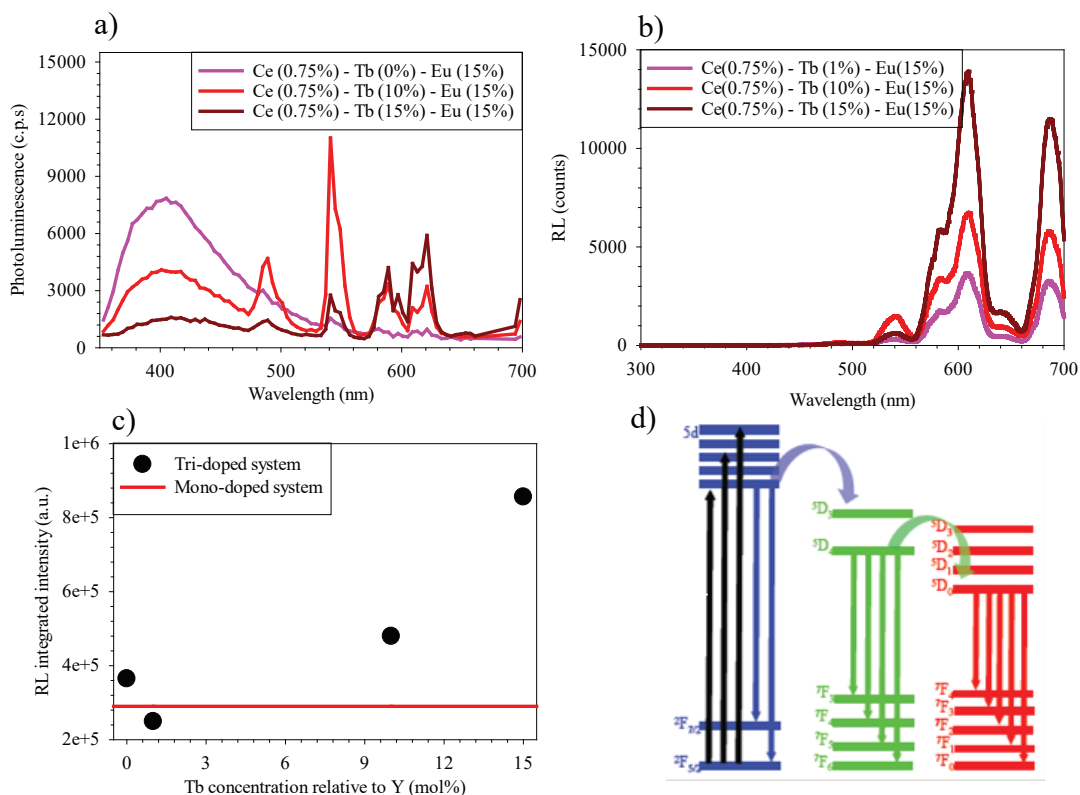 a)
15000
12000
9000
6000
3000
0
Photoluminescence (c.p.s)
Ce (0.75%) - Tb (0%) - Eu (15%)
Ce (0.75%) - Tb (10%) - Eu (15%)
Ce (0.75%) - Tb (15%) - Eu (15%)
400 500 600 700
Wavelength (nm)
b)
15000
10000
5000
0
RL (counts)
Ce(0.75%) - Tb (1%) - Eu(15%)
Ce(0.75%) - Tb (10%) - Eu(15%)
Ce(0.75%) - Tb (15%) - Eu(15%)
300 400 500 600 700
Wavelength (nm)
c)
1e+6
8e+5
6e+5
4e+5
2e+5
RL integrated intensity (a.u.)
Tri-doped system
Mono-doped system
0 3 6 9 12 15
Tb concentration relative to Y (mol%)
d)
5d
²F₇/₂
²F₅/₂
⁵D₃
⁵D₄
⁷F₃
⁷F₄
⁷F₅
⁷F₆
⁵D₃
⁵D₂
⁵D₁
⁵D₀
⁷F₄
⁷F₃
⁷F₂
⁷F₁
⁷F₀